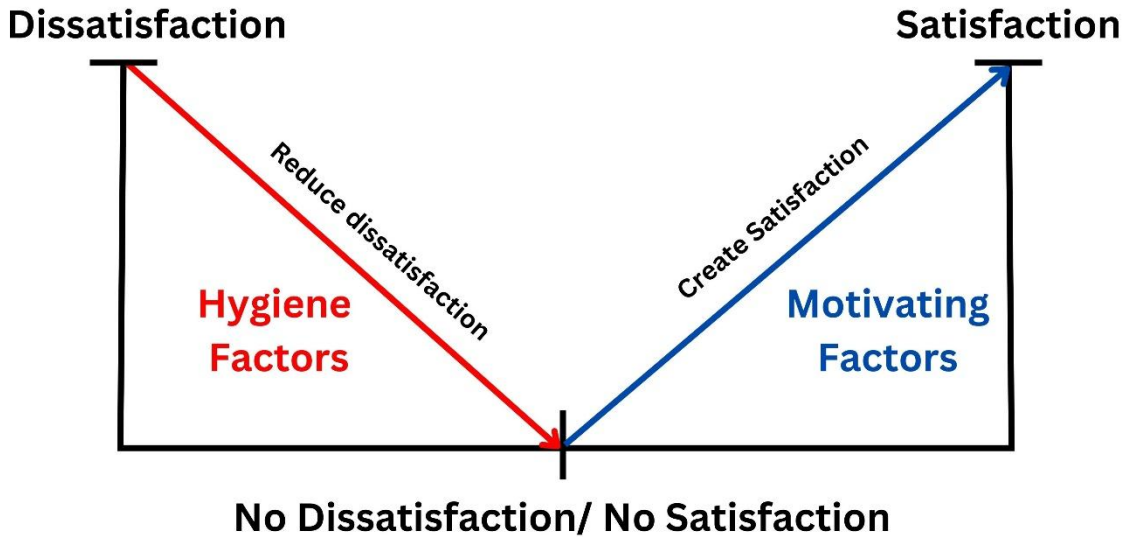 Dissatisfaction
Satisfaction
Reduce dissatisfaction
Create Satisfaction
Hygiene
Factors
Motivating
Factors
No Dissatisfaction/ No Satisfaction